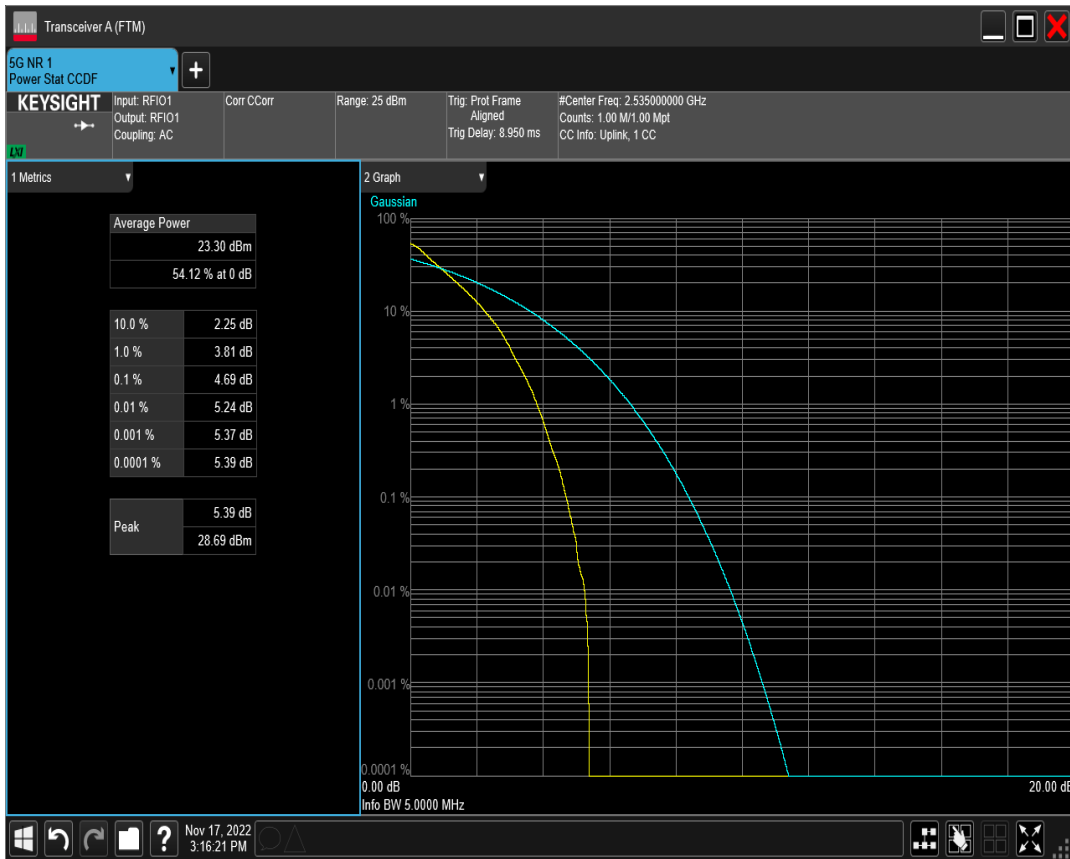 Transceiver A (FTM)
5G NR 1
Power Stat CCDF
+
KEYSIGHT
LXI
Input: RFIO1
Output: RFIO1
Coupling: AC
Corr CCorr
Range: 25 dBm
Trig: Prot Frame
Aligned
Trig Delay: 8.950 ms
#Center Freq: 2.535000000 GHz
Counts: 1.00 M/1.00 Mpt
CC Info: Uplink, 1 CC
1 Metrics
Average Power
23.30 dBm
54.12 % at 0 dB
10.0 % 2.25 dB
1.0 % 3.81 dB
0.1 % 4.69 dB
0.01 % 5.24 dB
0.001 % 5.37 dB
0.0001 % 5.39 dB
Peak 5.39 dB
28.69 dBm
2 Graph
Gaussian
100 %
10 %
1 %
0.1 %
0.01 %
0.001 %
0.0001 %
0.00 dB 20.00 dB
Info BW 5.0000 MHz
?
Nov 17, 2022
3:16:21 PM